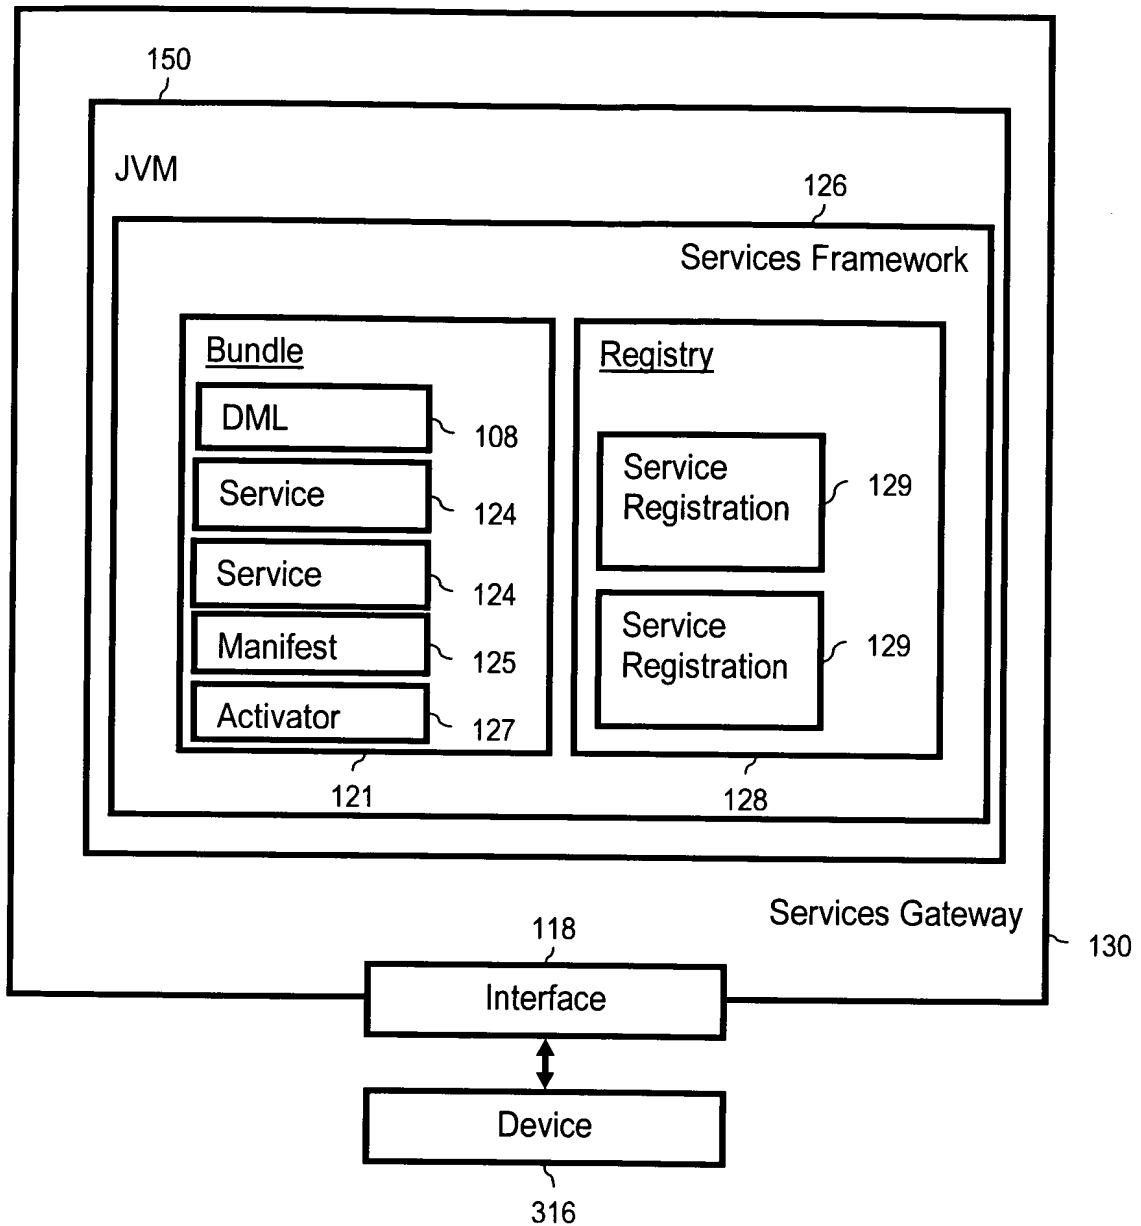 150
JVM
126
Services Framework
Bundle
DML
108
Service
124
Service
124
Manifest
125
Activator
127
121
Registry
Service
Registration
129
Service
Registration
129
128
Services Gateway
130
118
Interface
Device
316